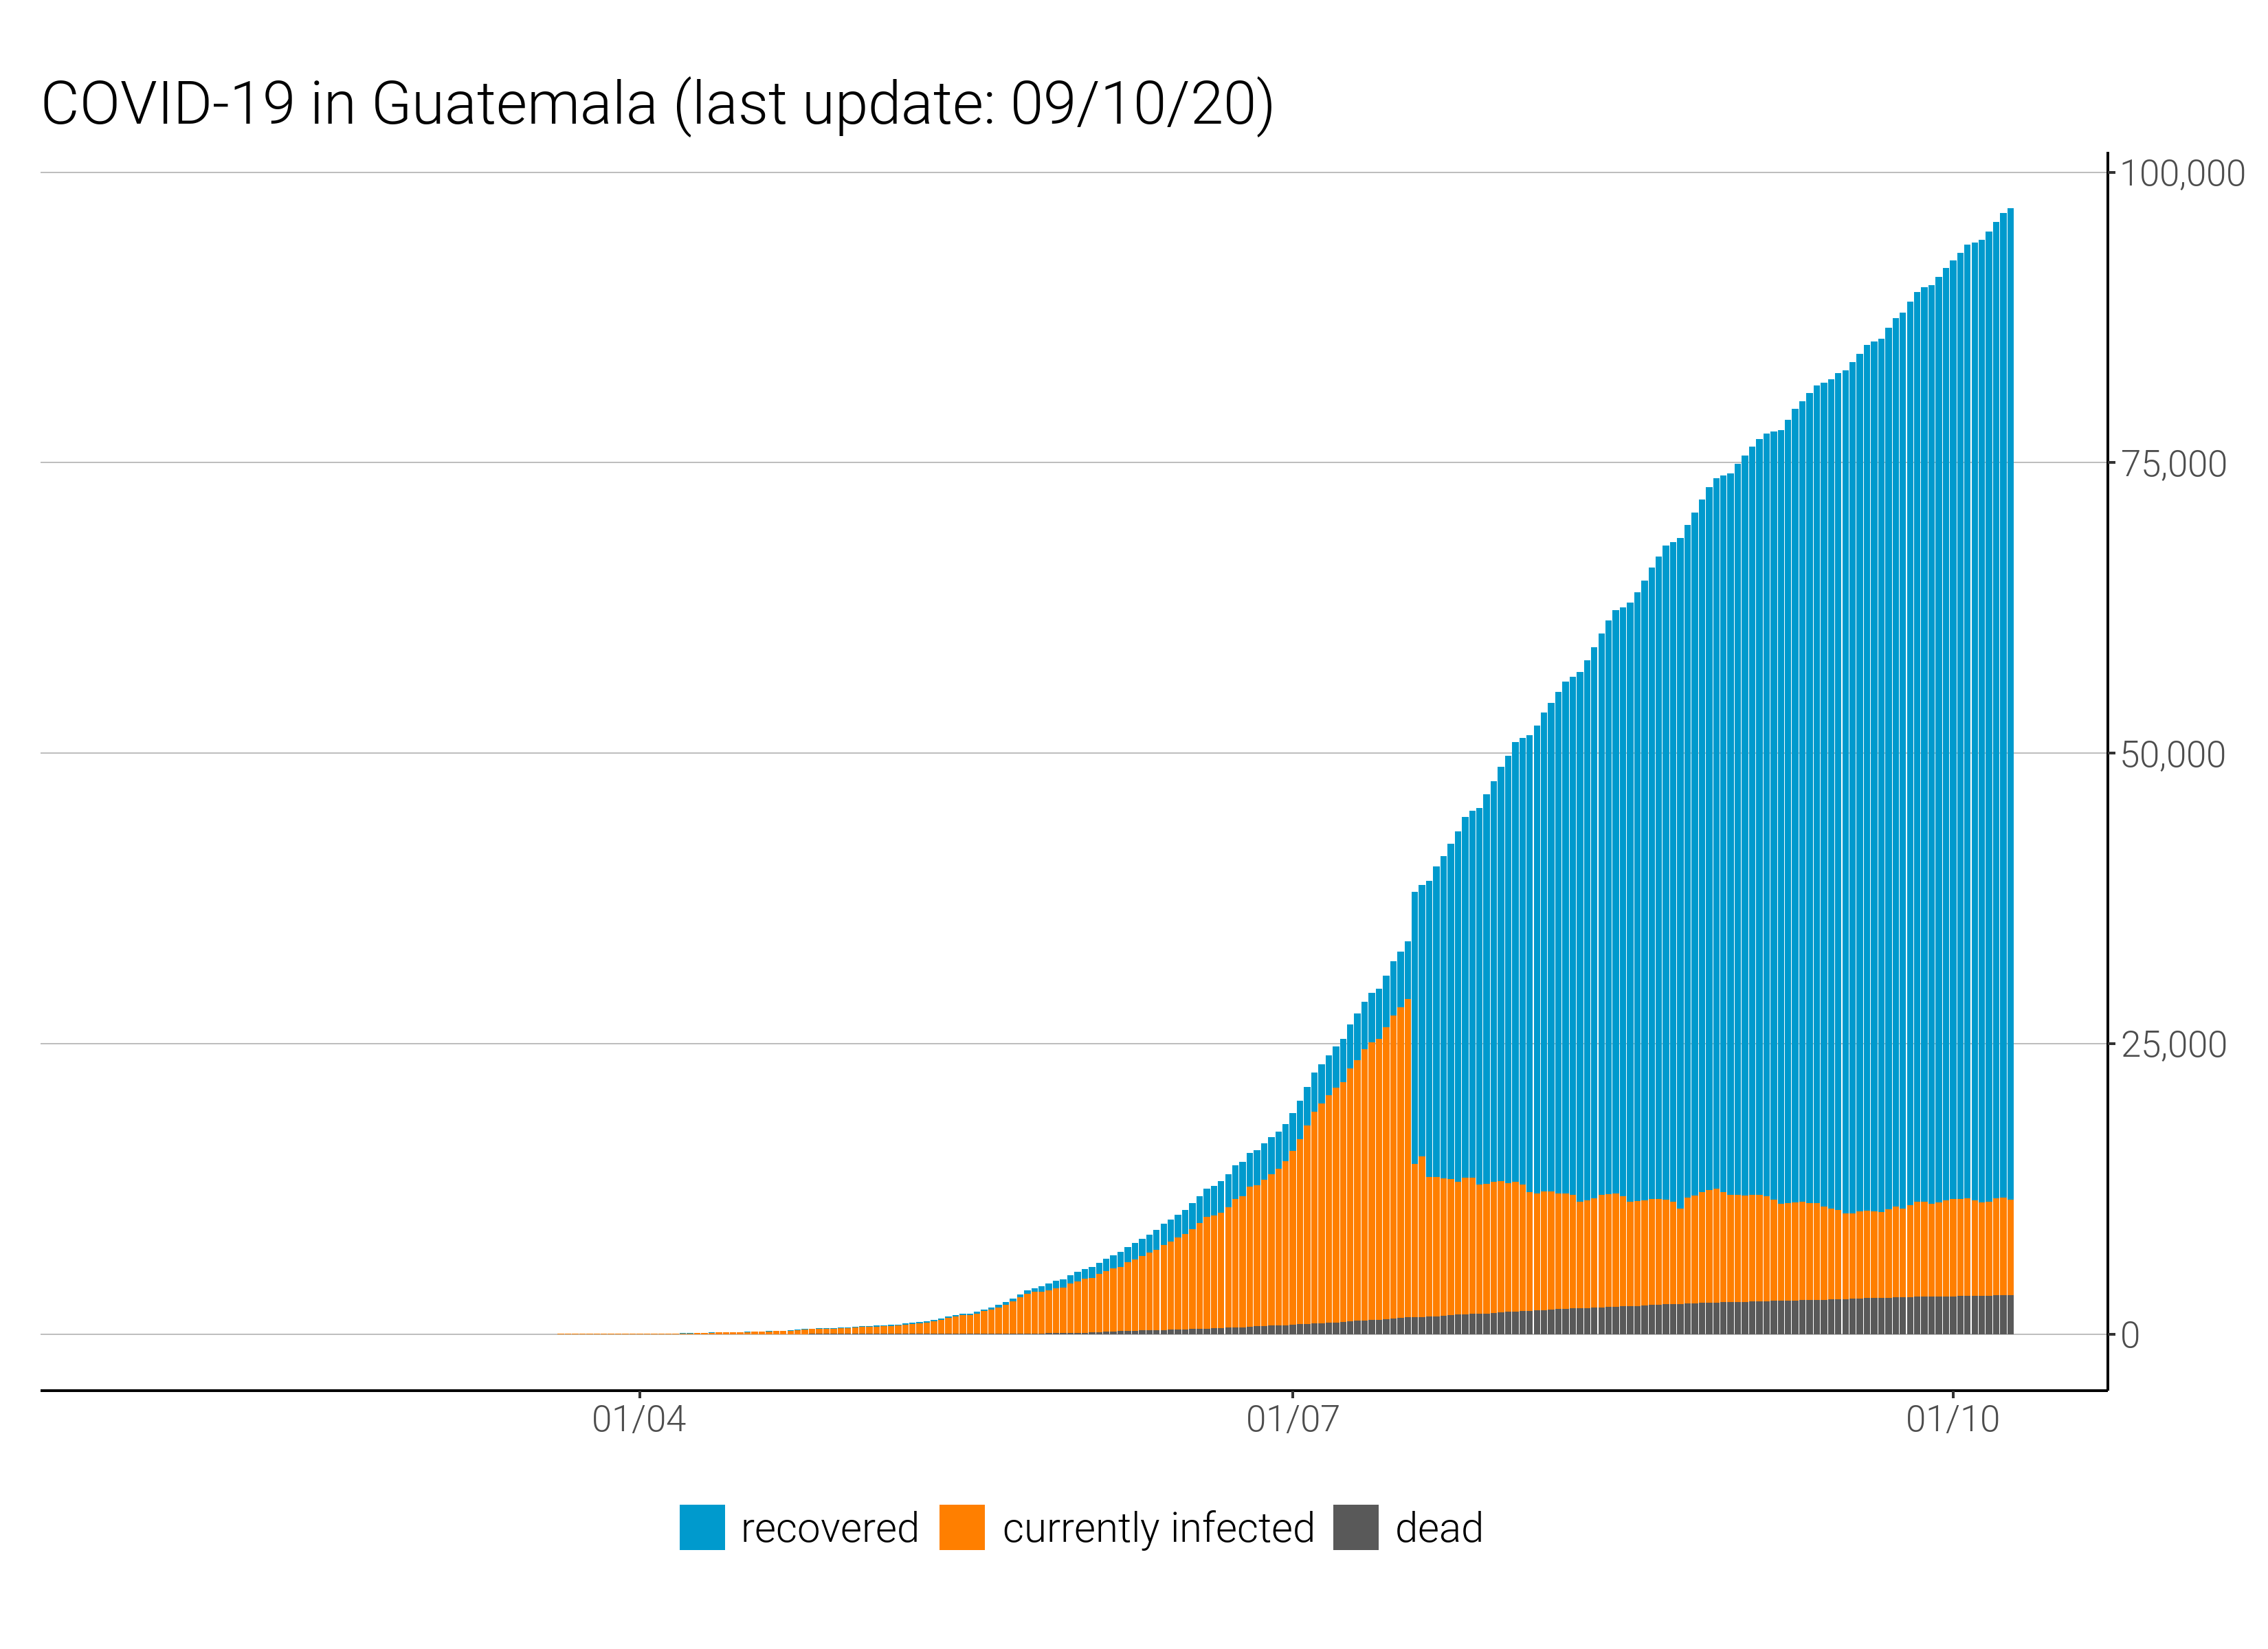 COVID-19 in Guatemala (last update: 09/10/20)
100,000
75,000
50,000
25,000
0
01/04 01/07 01/10
recovered currently infected dead